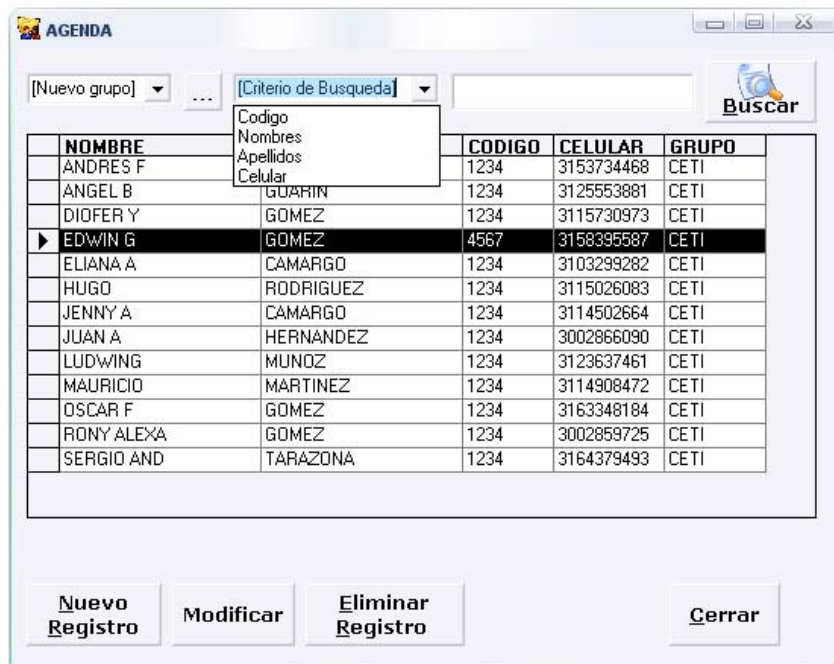 AGENDA
[Nuevo grupo] ... [Criterio de Busqueda] Buscar
Codigo
Nombres
Apellidos
Celular
NOMBRE CODIGO CELULAR GRUPO
ANDRES F 1234 3153734468 CETI
ANGEL B GUARIN 1234 3125553881 CETI
DIOFER Y GOMEZ 1234 3115730973 CETI
EDWIN G GOMEZ 4567 3158395587 CETI
ELIANA A CAMARGO 1234 3103299282 CETI
HUGO RODRIGUEZ 1234 3115026083 CETI
JENNY A CAMARGO 1234 3114502664 CETI
JUAN A HERNANDEZ 1234 3002866090 CETI
LUDWING MUNOZ 1234 3123637461 CETI
MAURICIO MARTINEZ 1234 3114908472 CETI
OSCAR F GOMEZ 1234 3163348184 CETI
RONY ALEXA GOMEZ 1234 3002859725 CETI
SERGIO AND TARAZONA 1234 3164379493 CETI
Nuevo Registro Modificar Eliminar Registro Cerrar